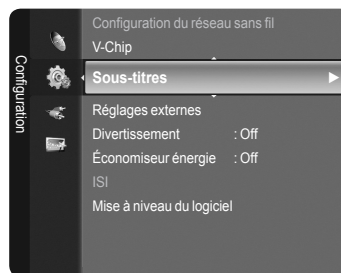 Configuration
Configuration du réseau sans fil
V-Chip
Sous-titres
Réglages externes
Divertissement : Off
Économiseur énergie : Off
ISI
Mise à niveau du logiciel